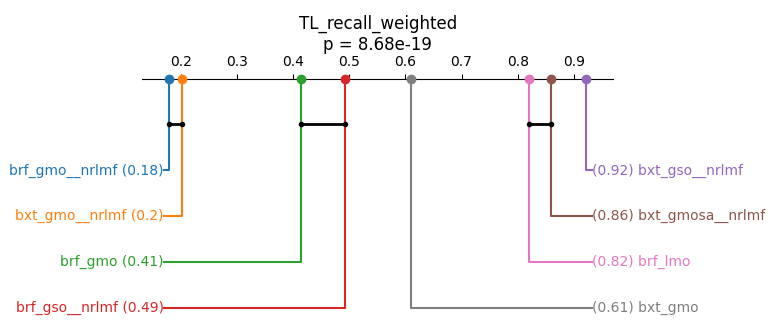 TL_recall_weighted
p = 8.68e-19
0.2 0.3 0.4 0.5 0.6 0.7 0.8 0.9
brf_gmo__nrlmf (0.18) (0.92) bxt_gso__nrlmf
bxt_gmo__nrlmf (0.2) (0.86) bxt_gmosa__nrlmf
brf_gmo (0.41) (0.82) brf_lmo
brf_gso__nrlmf (0.49) (0.61) bxt_gmo